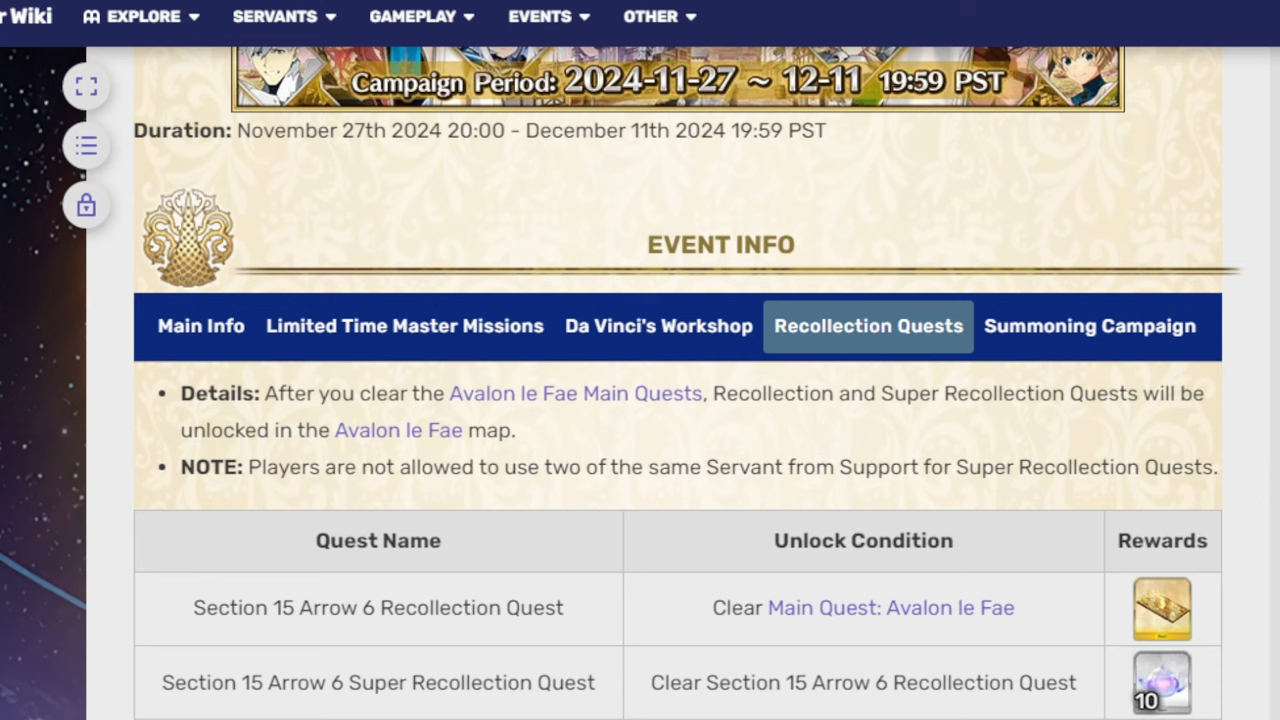 r Wiki EXPLORE SERVANTS GAMEPLAY EVENTS OTHER
Campaign Period: 2024-11-27 ~ 12-11 19:59 PST
Duration: November 27th 2024 20:00 - December 11th 2024 19:59 PST
EVENT INFO
Main Info Limited Time Master Missions Da Vinci's Workshop Recollection Quests Summoning Campaign
• Details: After you clear the Avalon le Fae Main Quests, Recollection and Super Recollection Quests will be
unlocked in the Avalon le Fae map.
• NOTE: Players are not allowed to use two of the same Servant from Support for Super Recollection Quests.
Quest Name Unlock Condition Rewards
Section 15 Arrow 6 Recollection Quest Clear Main Quest: Avalon le Fae
Section 15 Arrow 6 Super Recollection Quest Clear Section 15 Arrow 6 Recollection Quest 10